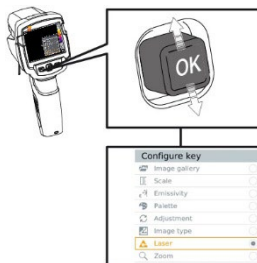 OK
Configure key
Image gallery
Scale
Emissivity
Palette
Adjustment
Image type
Laser
Zoom